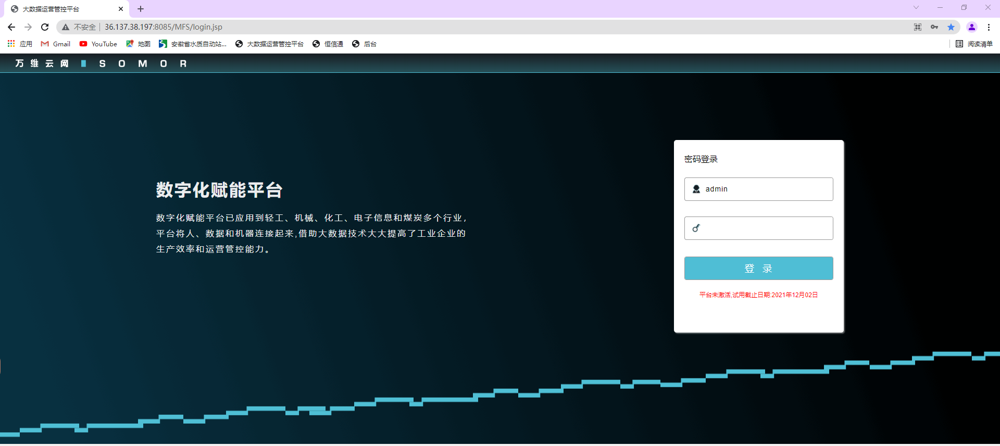 大数据运营管控平台
不安全 36.137.38.197:8085/MFS/login.jsp
应用 Gmail YouTube 地图 安徽省水质自动站... 大数据运营管控平台 恒信通 后台 阅读清单
万维云网 SOMOR
密码登录
admin
数字化赋能平台
数字化赋能平台已应用到轻工、机械、化工、电子信息和煤炭多个行业,
平台将人、数据和机器连接起来,借助大数据技术大大提高了工业企业的
生产效率和运营管控能力。
登 录
平台未激活,试用截止日期:2021年12月02日